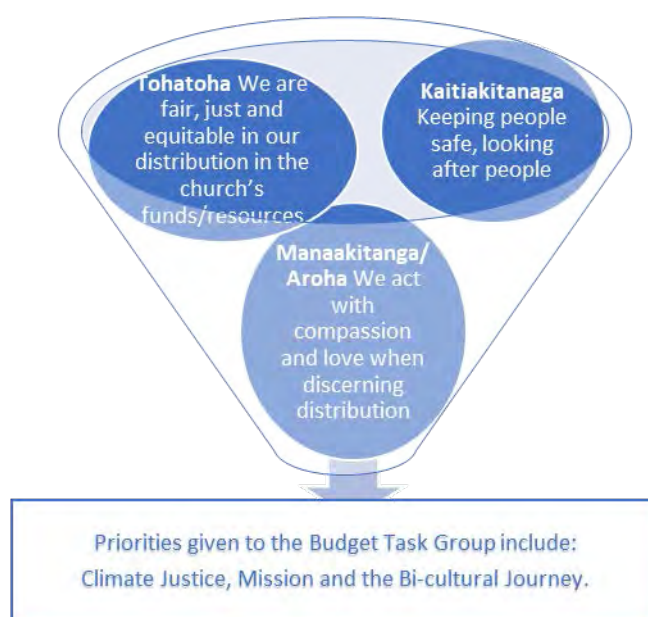 Tohatoha We are
fair, just and
equitable in our
distribution in the
church's
funds/resources
Kaitiakitanaga
Keeping people
safe, looking
after people
Manaakitanga/
Aroha We act
with
compassion
and love when
discerning
distribution
Priorities given to the Budget Task Group include:
Climate Justice, Mission and the Bi-cultural Journey.